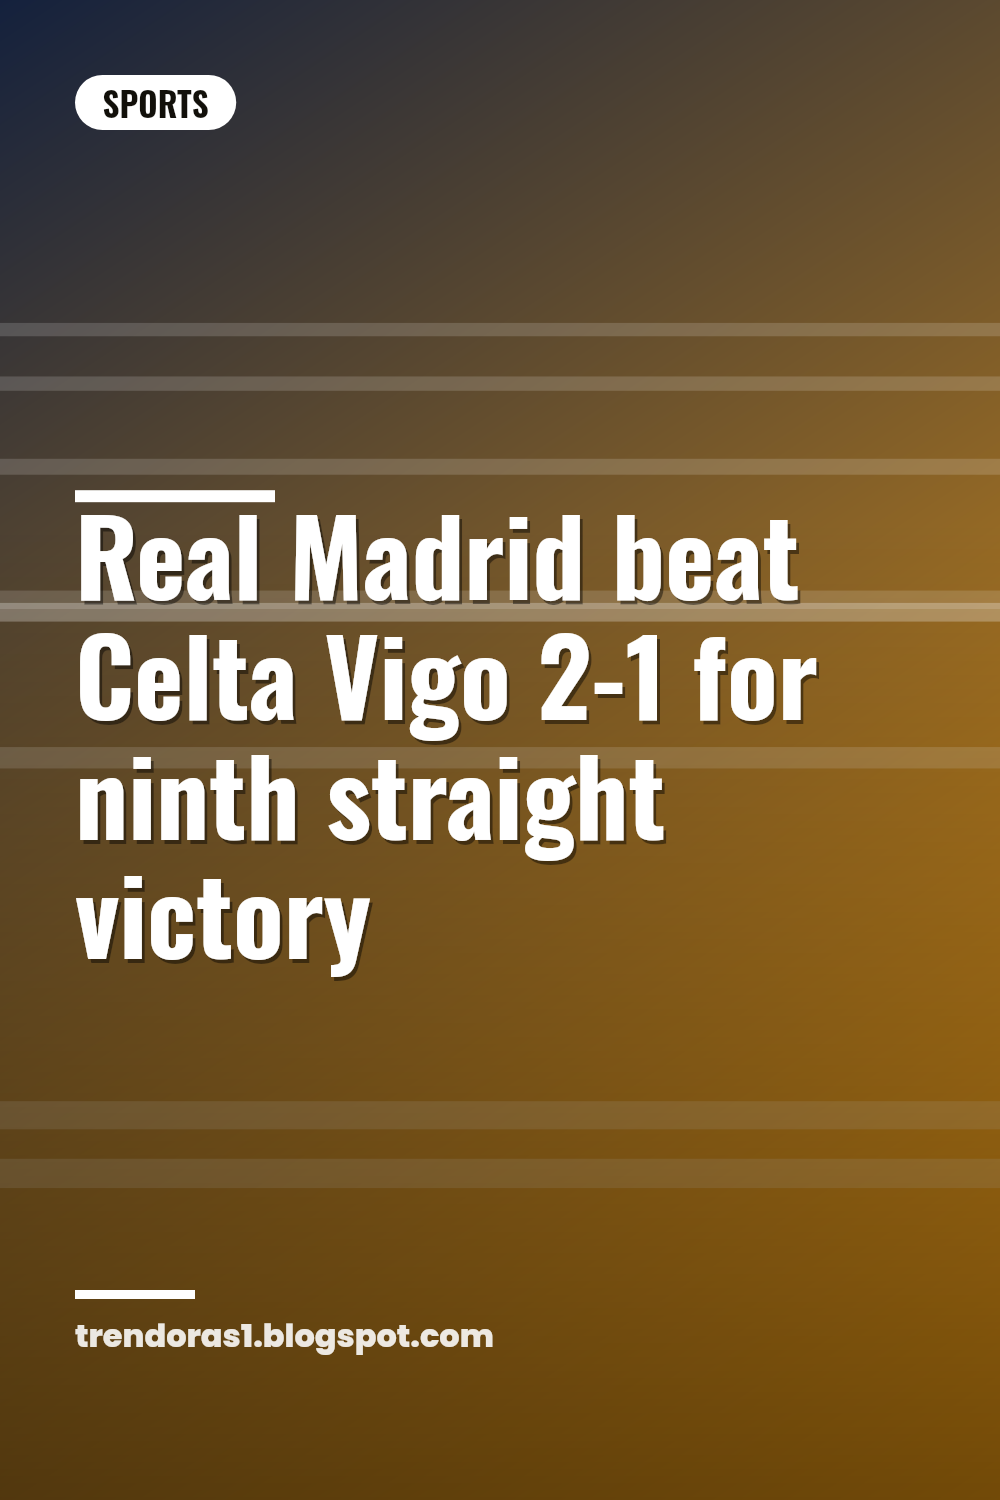 SPORTS
Real Madrid beat
Celta Vigo 2-1 for
ninth straight
victory
trendoras1.blogspot.com